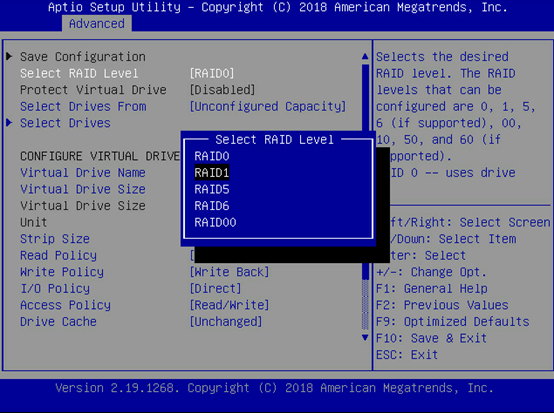 Aptio Setup Utility - Copyright (C) 2018 American Megatrends, Inc.
Advanced
Save Configuration
Select RAID Level [RAID0]
Protect Virtual Drive [Disabled]
Select Drives From [Unconfigured Capacity]
Select Drives
CONFIGURE VIRTUAL DRIVE
Virtual Drive Name
Virtual Drive Size
Virtual Drive Size
Unit
Strip Size
Read Policy [
Write Policy [Write Back]
I/O Policy [Direct]
Access Policy [Read/Write]
Drive Cache [Unchanged]
Select RAID Level
RAID0
RAID1
RAID5
RAID6
RAID00
Selects the desired
RAID level. The RAID
levels that can be
configured are 0, 1, 5,
6 (if supported), 00,
10, 50, and 60 (if
pported).
ID 0 -- uses drive
ft/Right: Select Screen
/Down: Select Item
ter: Select
+/-: Change Opt.
F1: General Help
F2: Previous Values
F9: Optimized Defaults
F10: Save & Exit
ESC: Exit
Version 2.19.1268. Copyright (C) 2018 American Megatrends, Inc.